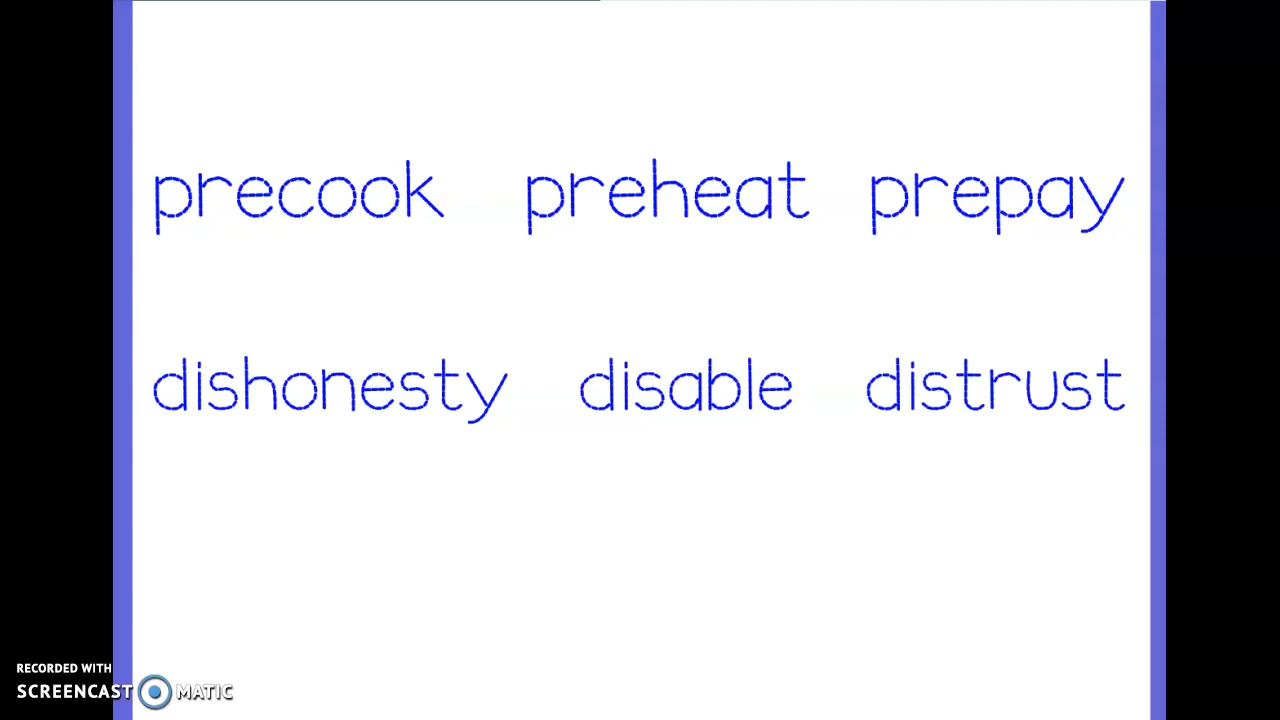 precook preheat prepay
dishonesty disable distrust
RECORDED WITH
SCREENCAST MATIC